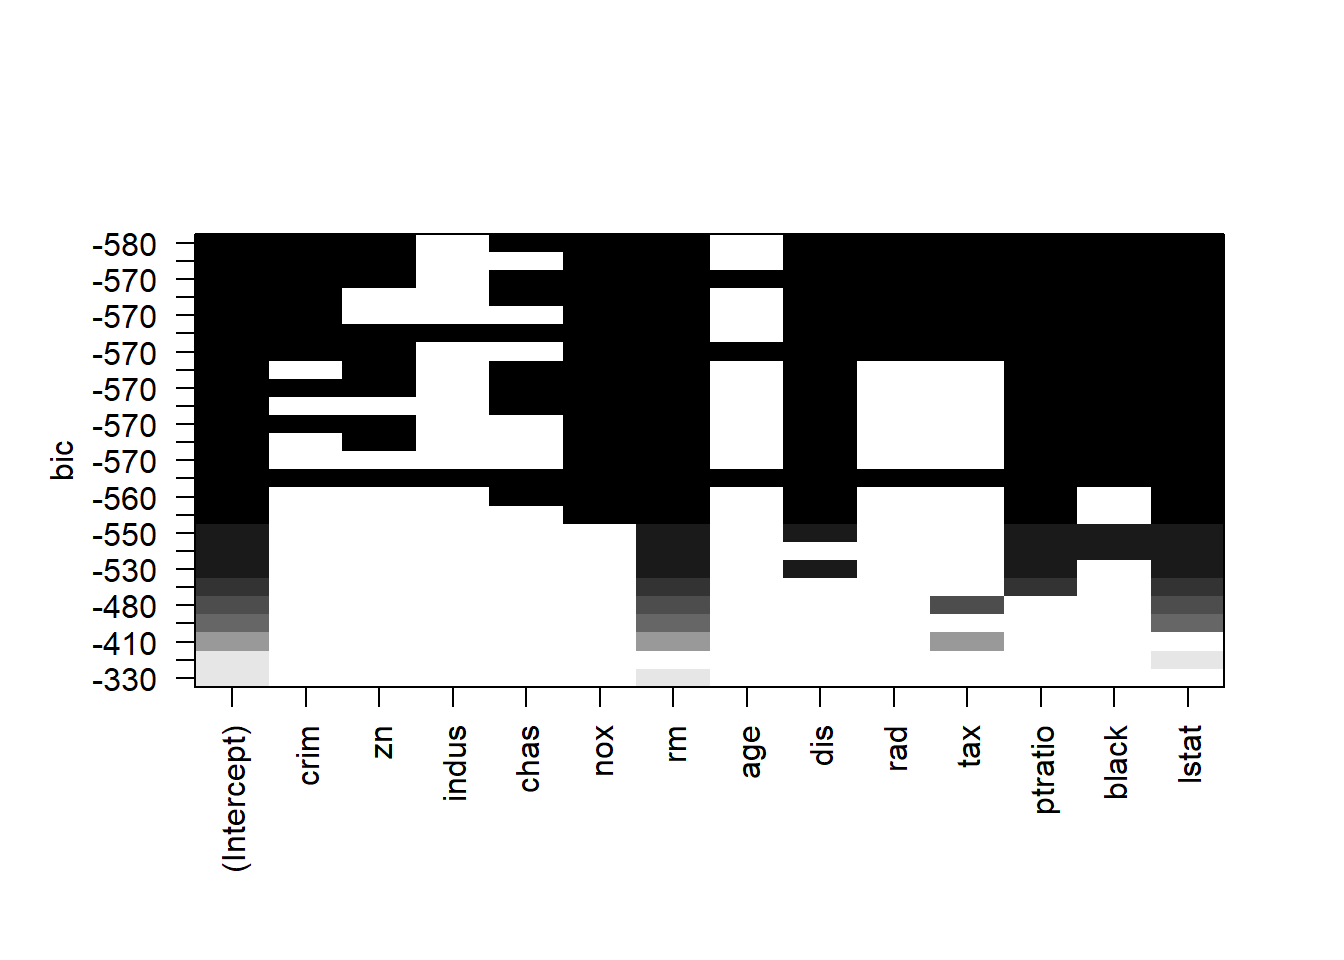 bic
-580
-570
-570
-570
-570
-570
-570
-560
-550
-530
-480
-410
-330
(Intercept)
crim
zn
indus
chas
nox
rm
age
dis
rad
tax
ptratio
black
lstat